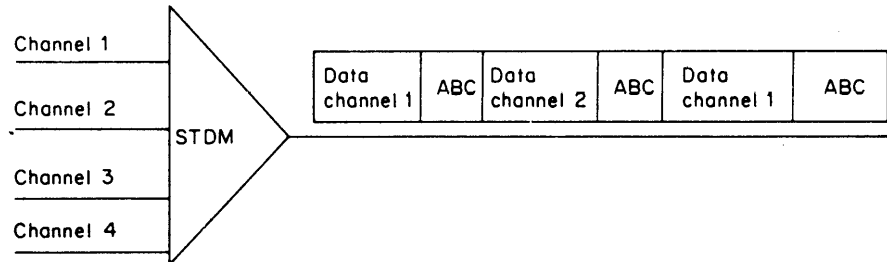 Channel 1
Channel 2
Channel 3
Channel 4
STDM
Data
channel 1
ABC
Data
channel 2
ABC
Data
channel 1
ABC